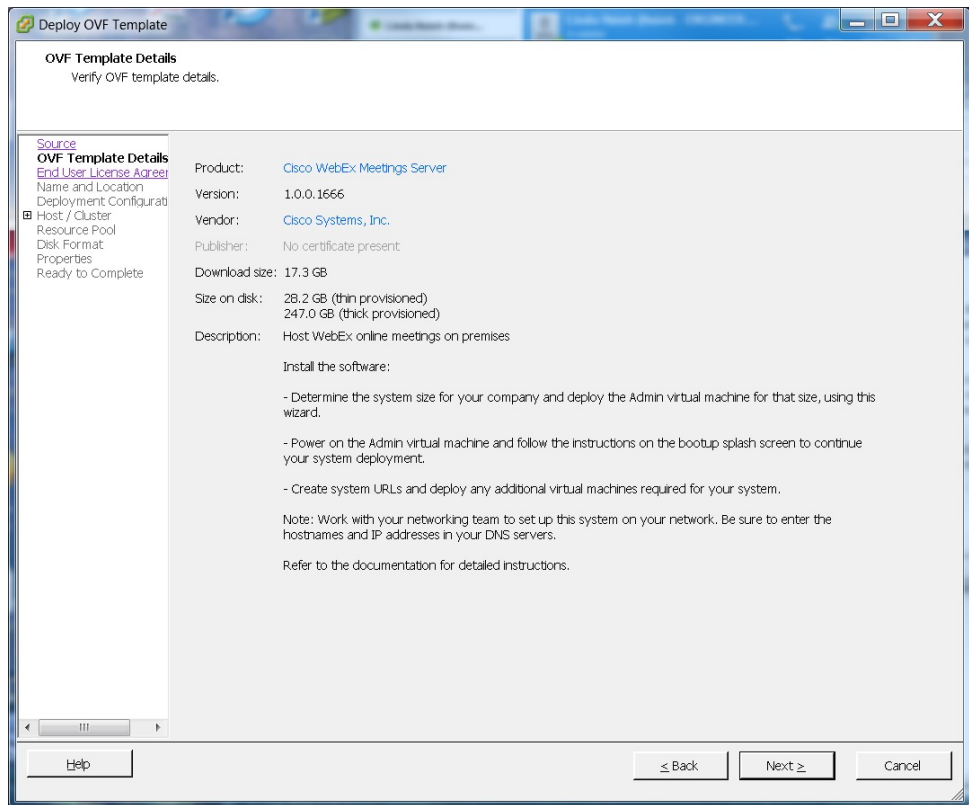 Deploy OVF Template
OVF Template Details
Verify OVF template details.
Source
OVF Template Details
End User License Agreer
Name and Location
Deployment Configurati
Host / Cluster
Resource Pool
Disk Format
Properties
Ready to Complete
Product: Cisco WebEx Meetings Server
Version: 1.0.0.1666
Vendor: Cisco Systems, Inc.
Publisher: No certificate present
Download size: 17.3 GB
Size on disk: 28.2 GB (thin provisioned)
247.0 GB (thick provisioned)
Description: Host WebEx online meetings on premises
Install the software:
- Determine the system size for your company and deploy the Admin virtual machine for that size, using this
wizard.
- Power on the Admin virtual machine and follow the instructions on the bootup splash screen to continue
your system deployment.
- Create system URLs and deploy any additional virtual machines required for your system.
Note: Work with your networking team to set up this system on your network. Be sure to enter the
hostnames and IP addresses in your DNS servers.
Refer to the documentation for detailed instructions.
Help
≤ Back
Next ≥
Cancel